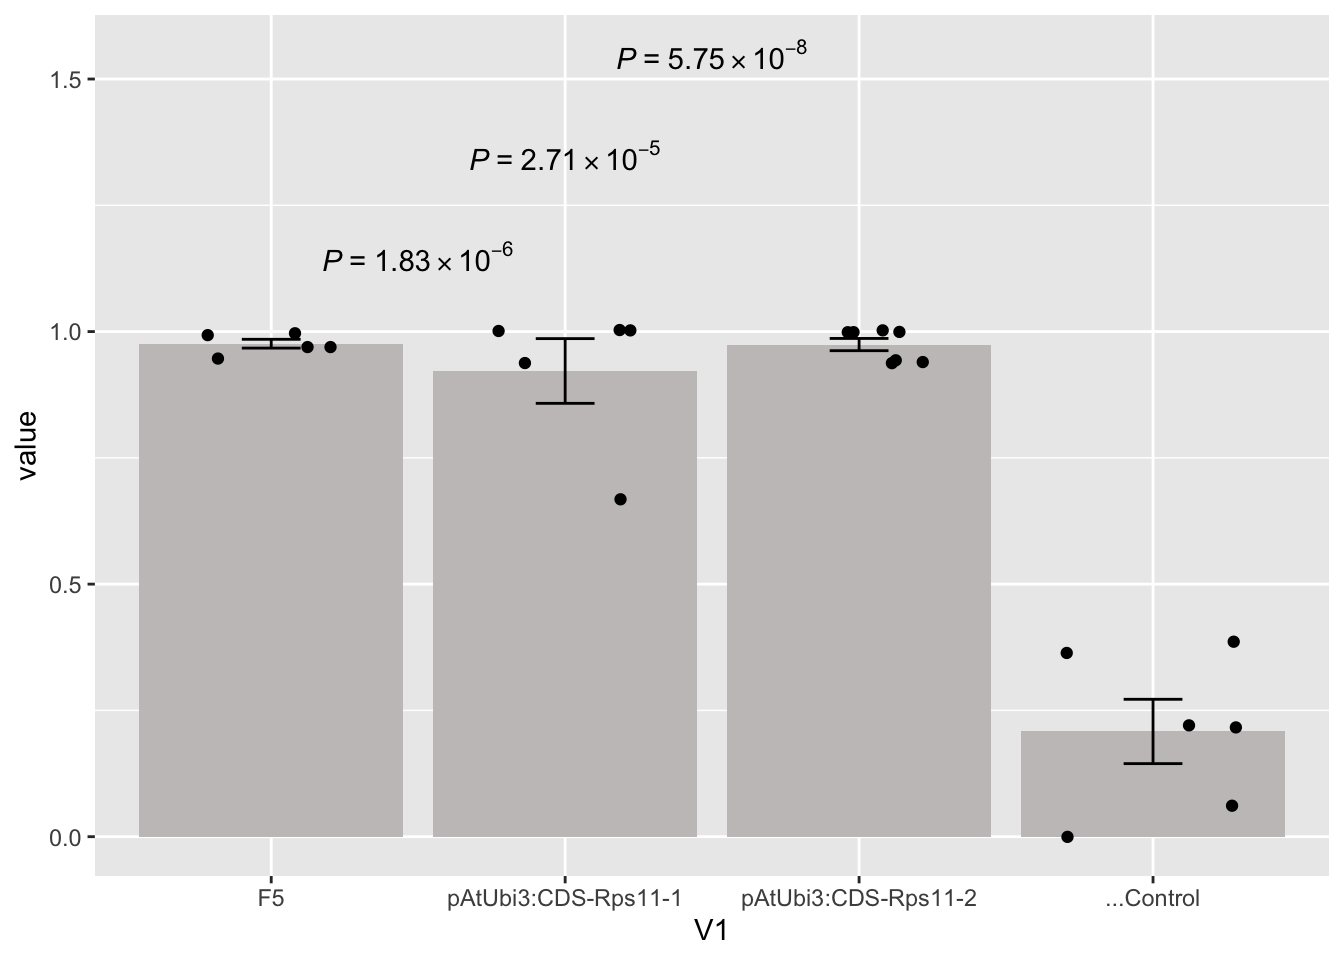 P = 5.75 × 10⁻⁸
P = 2.71 × 10⁻⁵
P = 1.83 × 10⁻⁶
1.5
1.0
0.5
0.0
value
F5 pAtUbi3:CDS-Rps11-1 pAtUbi3:CDS-Rps11-2 ...Control
V1